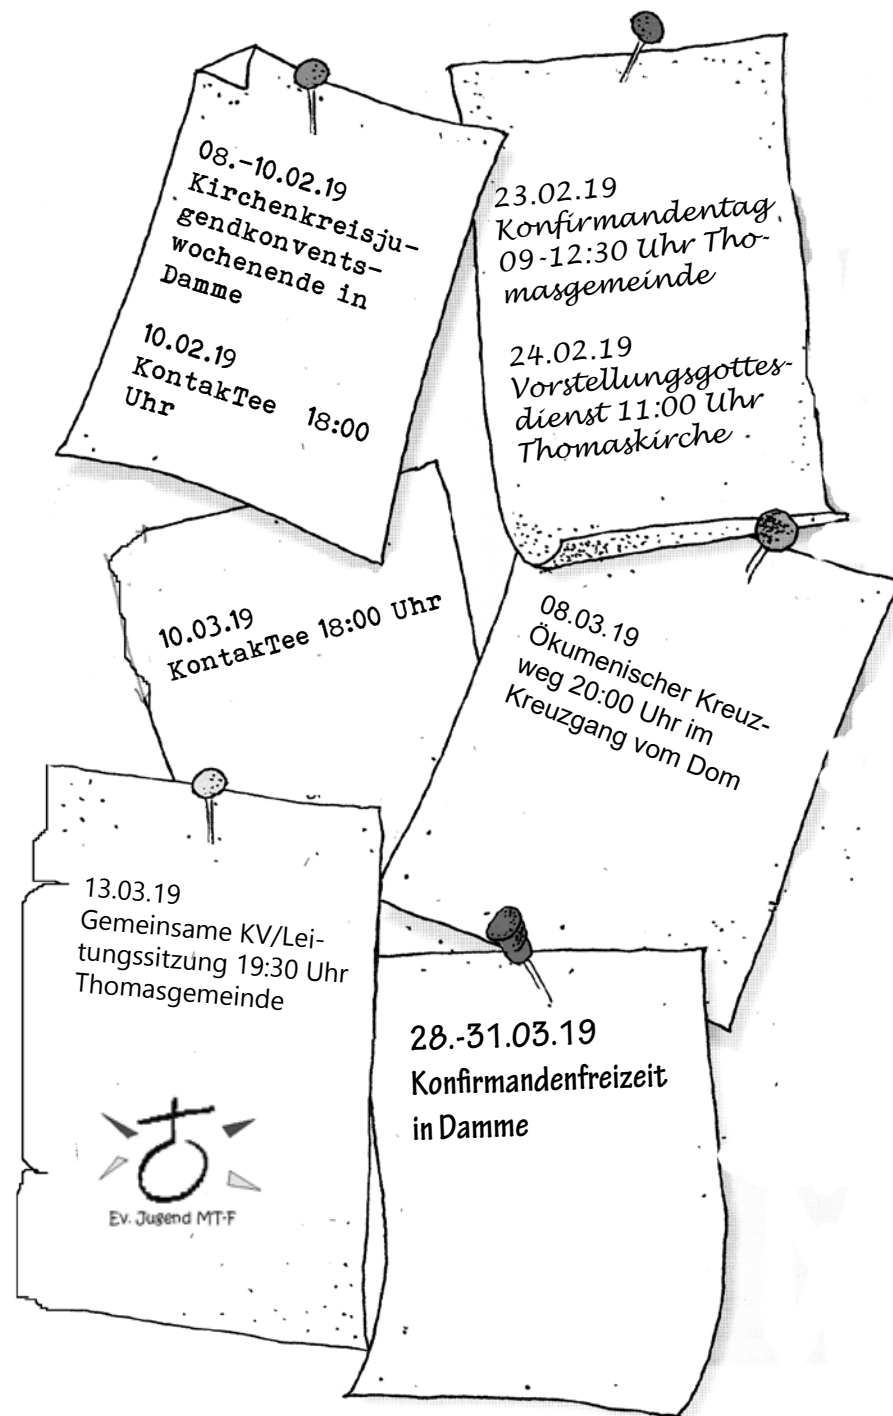 08.-10.02.19
Kirchenkreisju-
gendkonvents-
wochenende in
Damme
10.02.19
KontakTee 18:00
Uhr
23.02.19
Konfirmandentag
09-12:30 Uhr Tho-
masgemeinde
24.02.19
Vorstellungsgottes-
dienst 11:00 Uhr
Thomaskirche
10.03.19
KontakTee 18:00 Uhr
08.03.19
Ökumenischer Kreuz-
weg 20:00 Uhr im
Kreuzgang vom Dom
13.03.19
Gemeinsame KV/Lei-
tungssitzung 19:30 Uhr
Thomasgemeinde
Ev. Jugend MT-F
28.-31.03.19
Konfirmandenfreizeit
in Damme